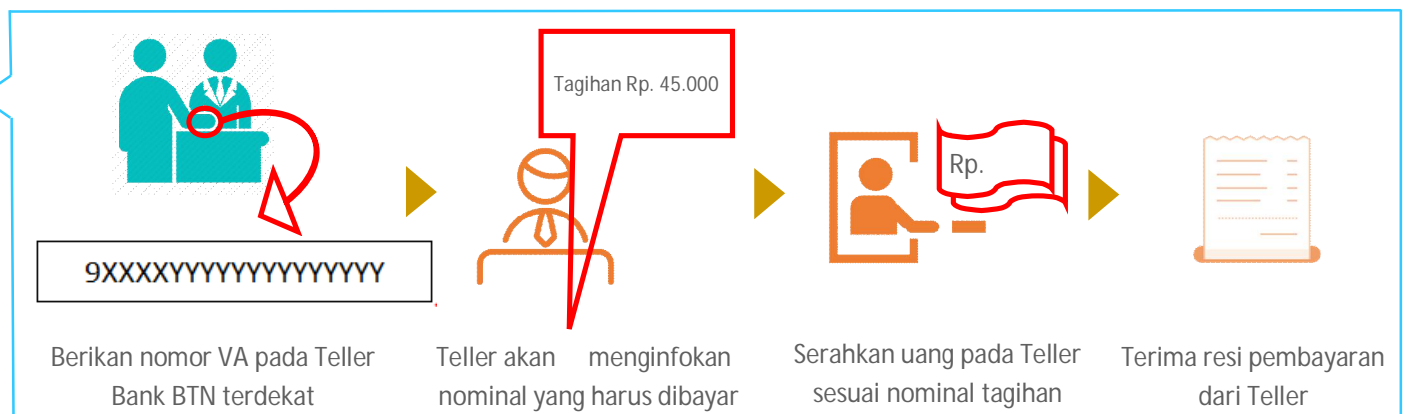 Tagihan Rp. 45.000
Rp.
9XXXXYYYYYYYYYYYYYY
Berikan nomor VA pada Teller
Bank BTN terdekat
Teller akan menginfokan
nominal yang harus dibayar
Serahkan uang pada Teller
sesuai nominal tagihan
Terima resi pembayaran
dari Teller